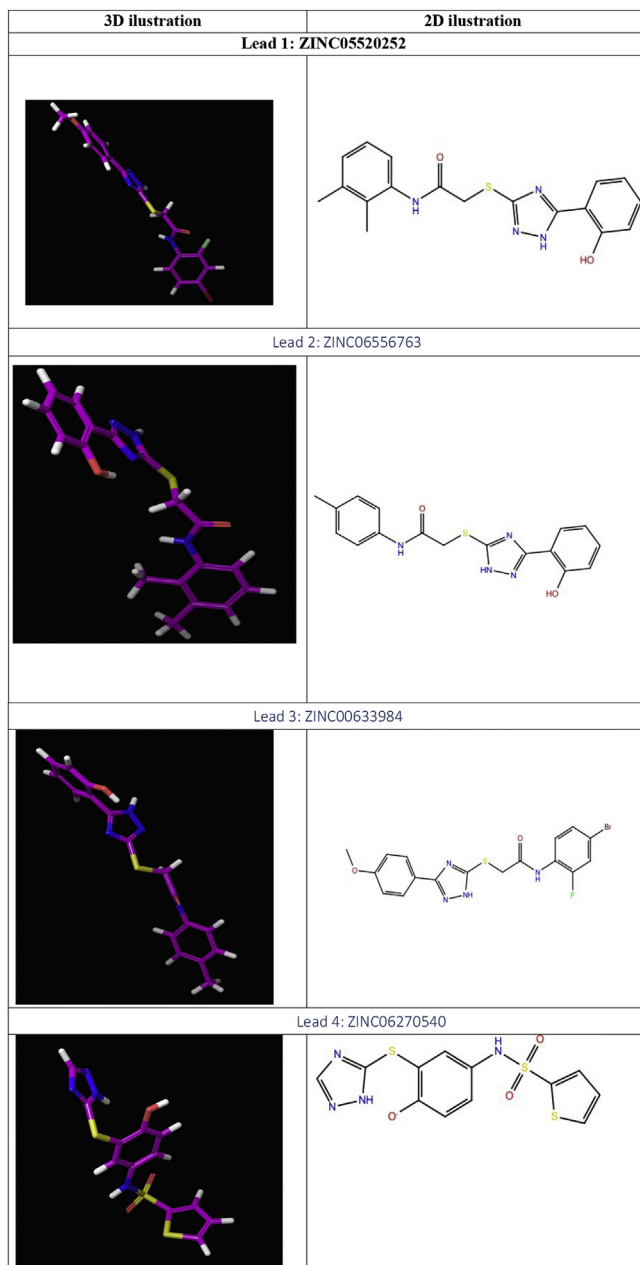 3D ilustration
2D ilustration
Lead 1: ZINC05520252
O
S
N
N
H
N
NH
HO
Lead 2: ZINC06556763
O
S
N
N
H
HN
N
HO
Lead 3: ZINC00633984
Br
O
S
N
O
N
H
N
NH
F
Lead 4: ZINC06270540
H
N
O
N
S
S
N
NH
O
S
O-